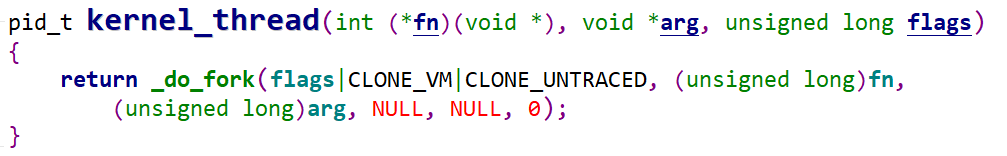 pid_t kernel_thread(int (*fn)(void *), void *arg, unsigned long flags)
{
    return _do_fork(flags|CLONE_VM|CLONE_UNTRACED, (unsigned long)fn,
        (unsigned long)arg, NULL, NULL, 0);
}